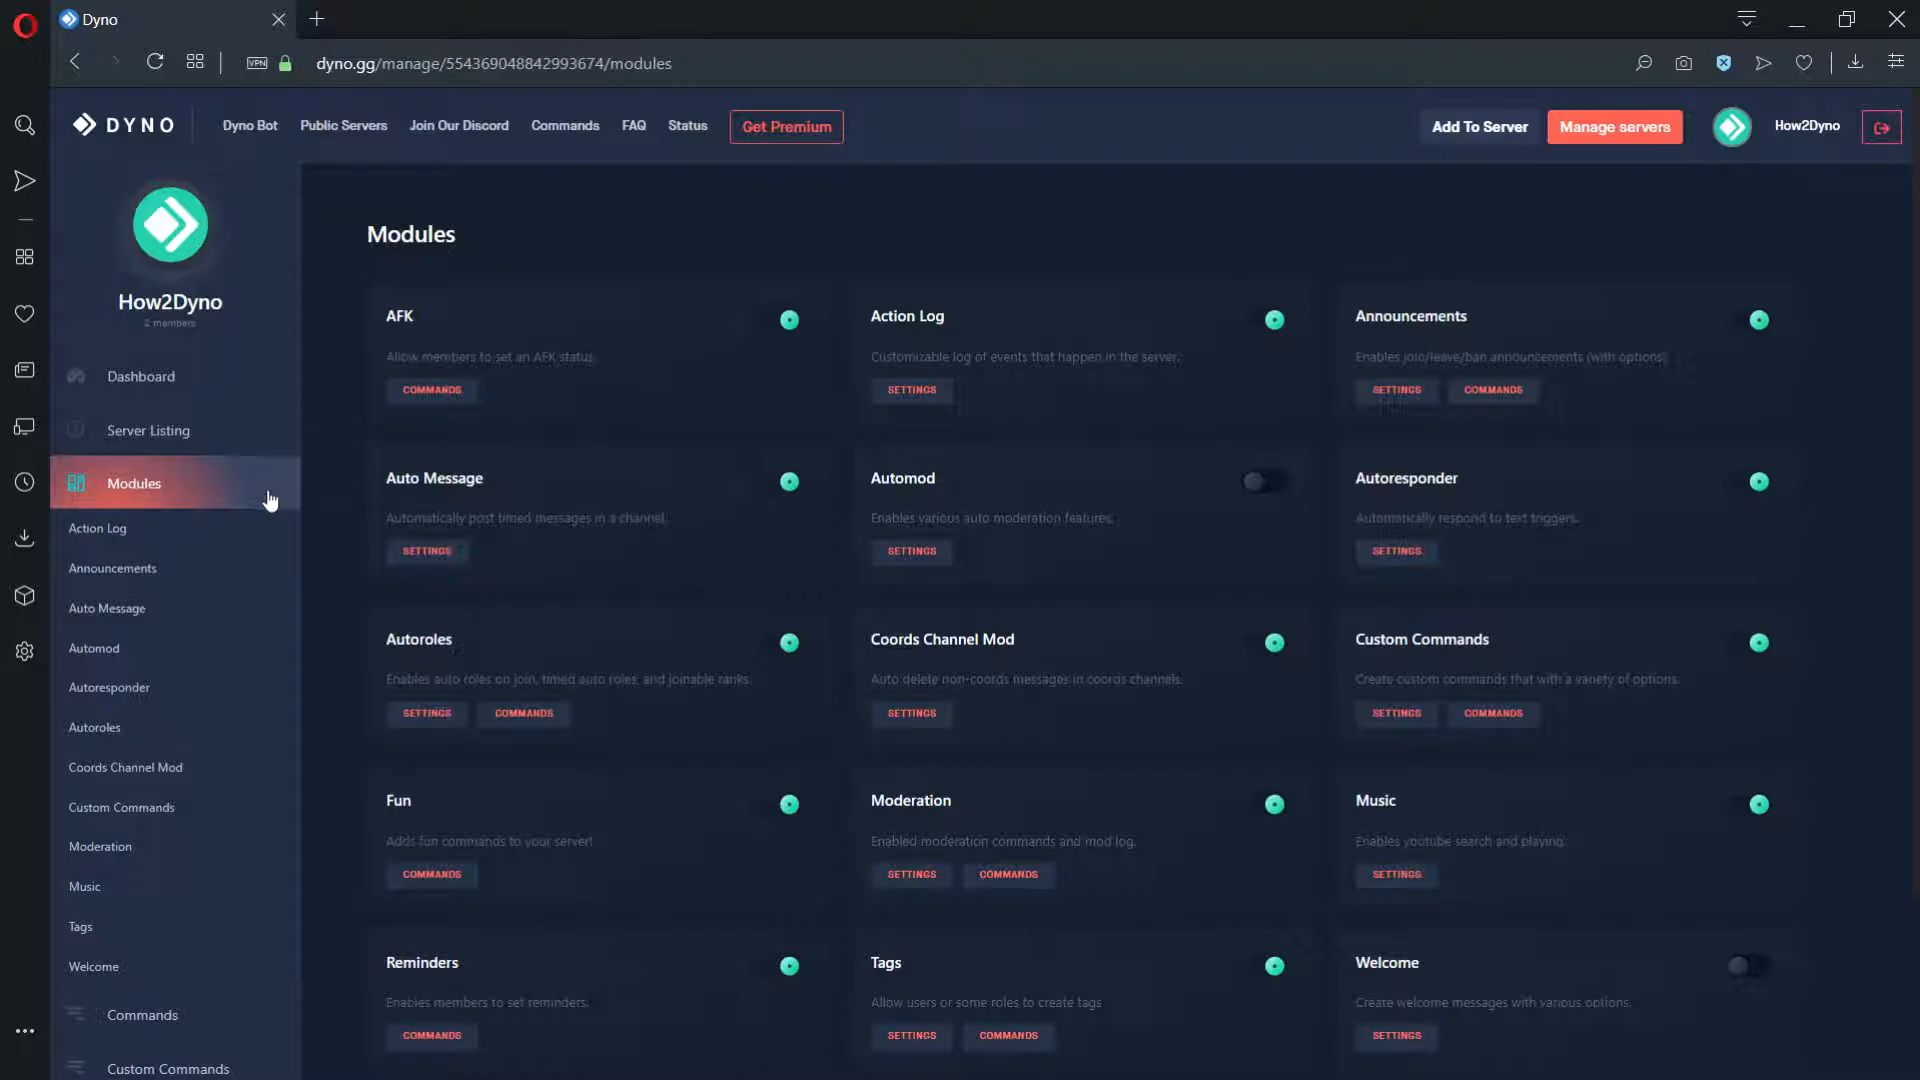 Dyno
VPN
dyno.gg/manage/554369048842993674/modules
DYNO
Dyno Bot
Public Servers
Join Our Discord
Commands
FAQ
Status
Get Premium
Add To Server
Manage servers
How2Dyno
How2Dyno
2 members
Dashboard
Server Listing
Modules
Action Log
Announcements
Auto Message
Automod
Autoresponder
Autoroles
Coords Channel Mod
Custom Commands
Moderation
Music
Tags
Welcome
Commands
Custom Commands
Modules
AFK
Allow members to set an AFK status.
COMMANDS
Action Log
Customizable log of events that happen in the server.
SETTINGS
Announcements
Enables join/leave/ban announcements (with options)
SETTINGS COMMANDS
Auto Message
Automatically post timed messages in a channel.
SETTINGS
Automod
Enables various auto moderation features.
SETTINGS
Autoresponder
Automatically respond to text triggers.
SETTINGS
Autoroles
Enables auto roles on join, timed auto roles, and joinable ranks.
SETTINGS COMMANDS
Coords Channel Mod
Auto delete non-coords messages in coords channels.
SETTINGS
Custom Commands
Create custom commands that with a variety of options.
SETTINGS COMMANDS
Fun
Adds fun commands to your server!
COMMANDS
Moderation
Enabled moderation commands and mod log.
SETTINGS COMMANDS
Music
Enables youtube search and playing.
SETTINGS
Reminders
Enables members to set reminders.
COMMANDS
Tags
Allow users or some roles to create tags
SETTINGS COMMANDS
Welcome
Create welcome messages with various options.
SETTINGS